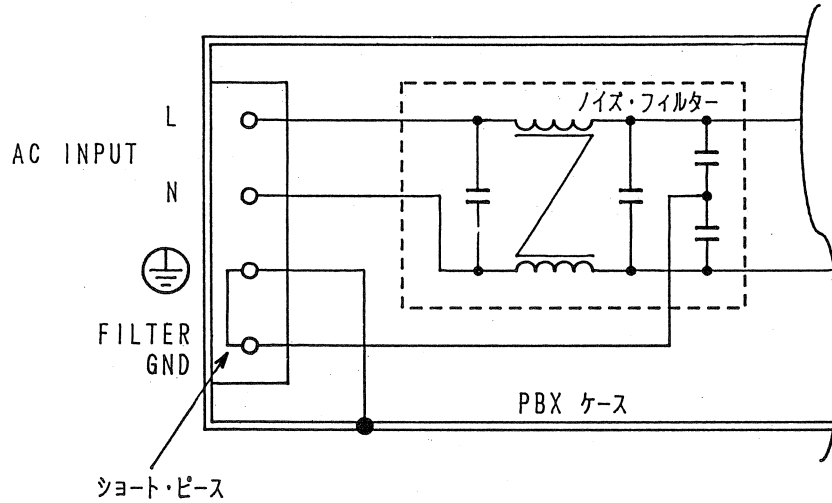 ノイズ・フィルター
L
AC INPUT
N
FILTER
GND
PBX ケース
ショート・ピース